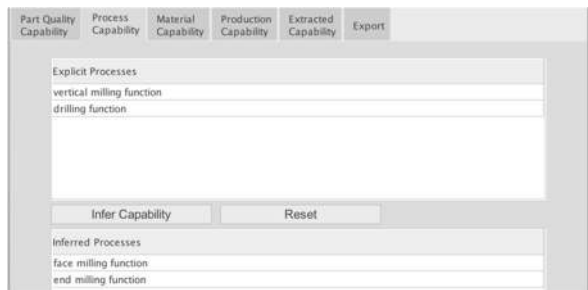 Part Quality
Capability
Process
Capability
Material
Capability
Production
Capability
Extracted
Capability
Export
Explicit Processes
vertical milling function
drilling function
Infer Capability
Reset
Inferred Processes
face milling function
end milling function